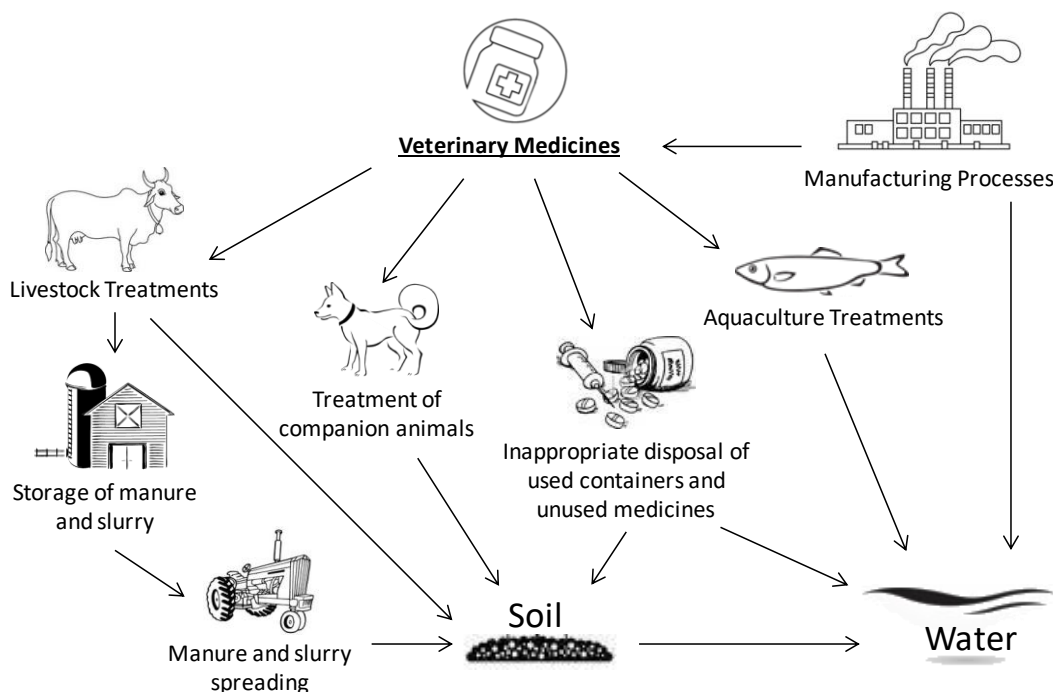 Veterinary Medicines
Manufacturing Processes
Livestock Treatments
Aquaculture Treatments
Treatment of
companion animals
Inappropriate disposal of
used containers and
unused medicines
Storage of manure
and slurry
Soil
Water
Manure and slurry
spreading